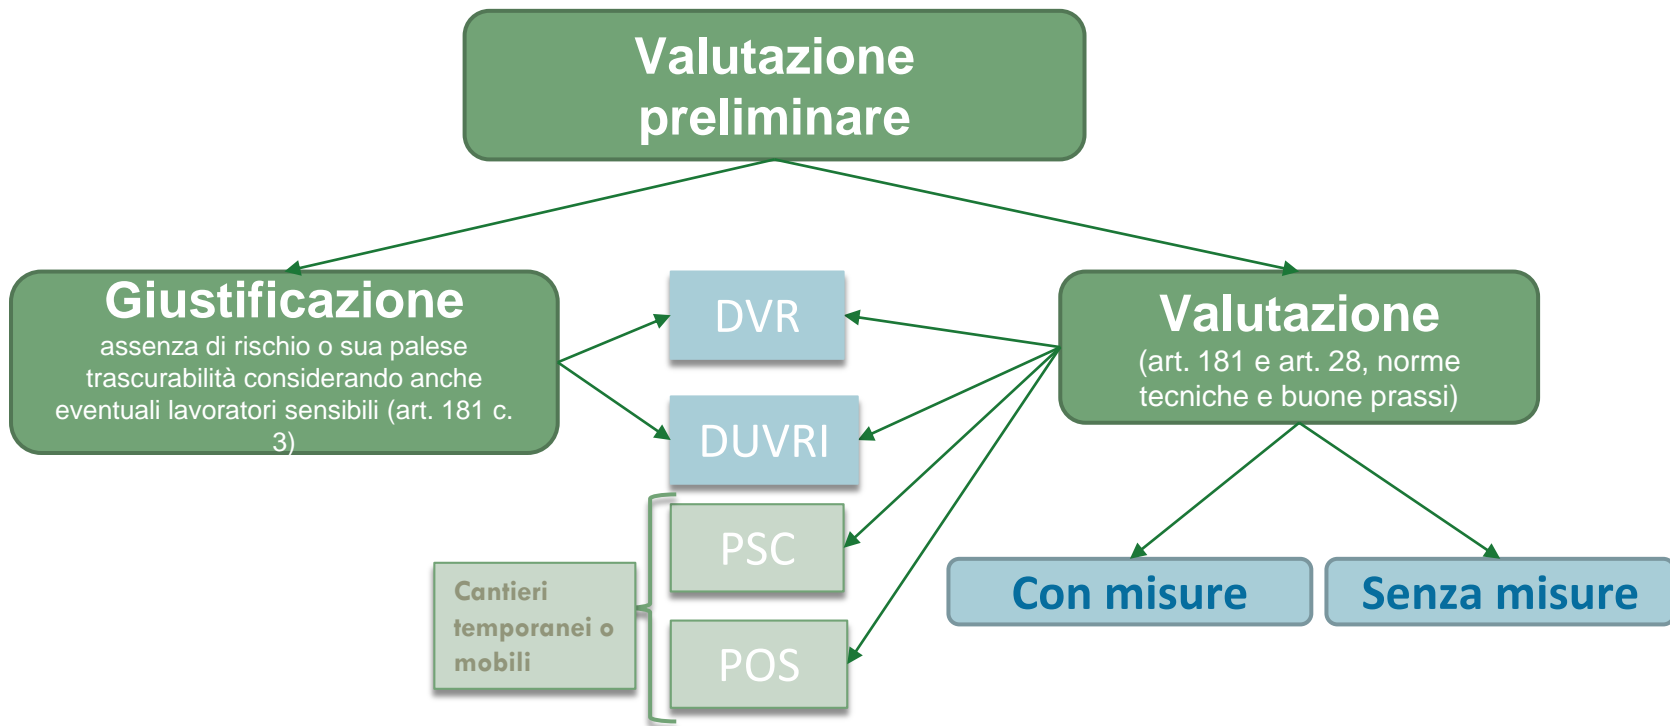 Valutazione
preliminare
Giustificazione
assenza di rischio o sua palese
trascurabilità considerando anche
eventuali lavoratori sensibili (art. 181 c.
3)
DVR
DUVRI
Valutazione
(art. 181 e art. 28, norme
tecniche e buone prassi)
PSC
Cantieri
temporanei o
mobili
POS
Con misure
Senza misure